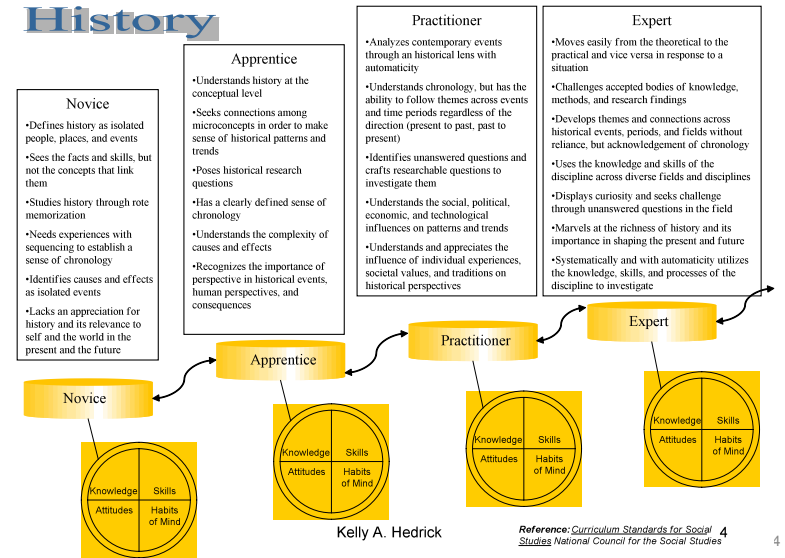 History
Novice
•Defines history as isolated
people, places, and events
•Sees the facts and skills, but
not the concepts that link
them
•Studies history through rote
memorization
•Needs experiences with
sequencing to establish a
sense of chronology
•Identifies causes and effects
as isolated events
•Lacks an appreciation for
history and its relevance to
self and the world in the
present and the future
Apprentice
•Understands history at the
conceptual level
•Seeks connections among
microconcepts in order to make
sense of historical patterns and
trends
•Poses historical research
questions
•Has a clearly defined sense of
chronology
•Understands the complexity of
causes and effects
•Recognizes the importance of
perspective in historical events,
human perspectives, and
consequences
Practitioner
•Analyzes contemporary events
through an historical lens with
automaticity
•Understands chronology, but has the
ability to follow themes across events
and time periods regardless of the
direction (present to past, past to
present)
•Identifies unanswered questions and
crafts researchable questions to
investigate them
•Understands the social, political,
economic, and technological
influences on patterns and trends
•Understands and appreciates the
influence of individual experiences,
societal values, and traditions on
historical perspectives
Expert
•Moves easily from the theoretical to the
practical and vice versa in response to a
situation
•Challenges accepted bodies of knowledge,
methods, and research findings
•Develops themes and connections across
historical events, periods, and fields without
reliance, but acknowledgement of chronology
•Uses the knowledge and skills of the
discipline across diverse fields and disciplines
•Displays curiosity and seeks challenge
through unanswered questions in the field
•Marvels at the richness of history and its
importance in shaping the present and future
•Systematically and with automaticity utilizes
the knowledge, skills, and processes of the
discipline to investigate
Novice
Apprentice
Practitioner
Expert
Knowledge Skills
Attitudes Habits
of Mind
Knowledge Skills
Attitudes Habits
of Mind
Knowledge Skills
Attitudes Habits
of Mind
Knowledge Skills
Attitudes Habits
of Mind
Kelly A. Hedrick
Reference: Curriculum Standards for Social
Studies National Council for the Social Studies
4
4